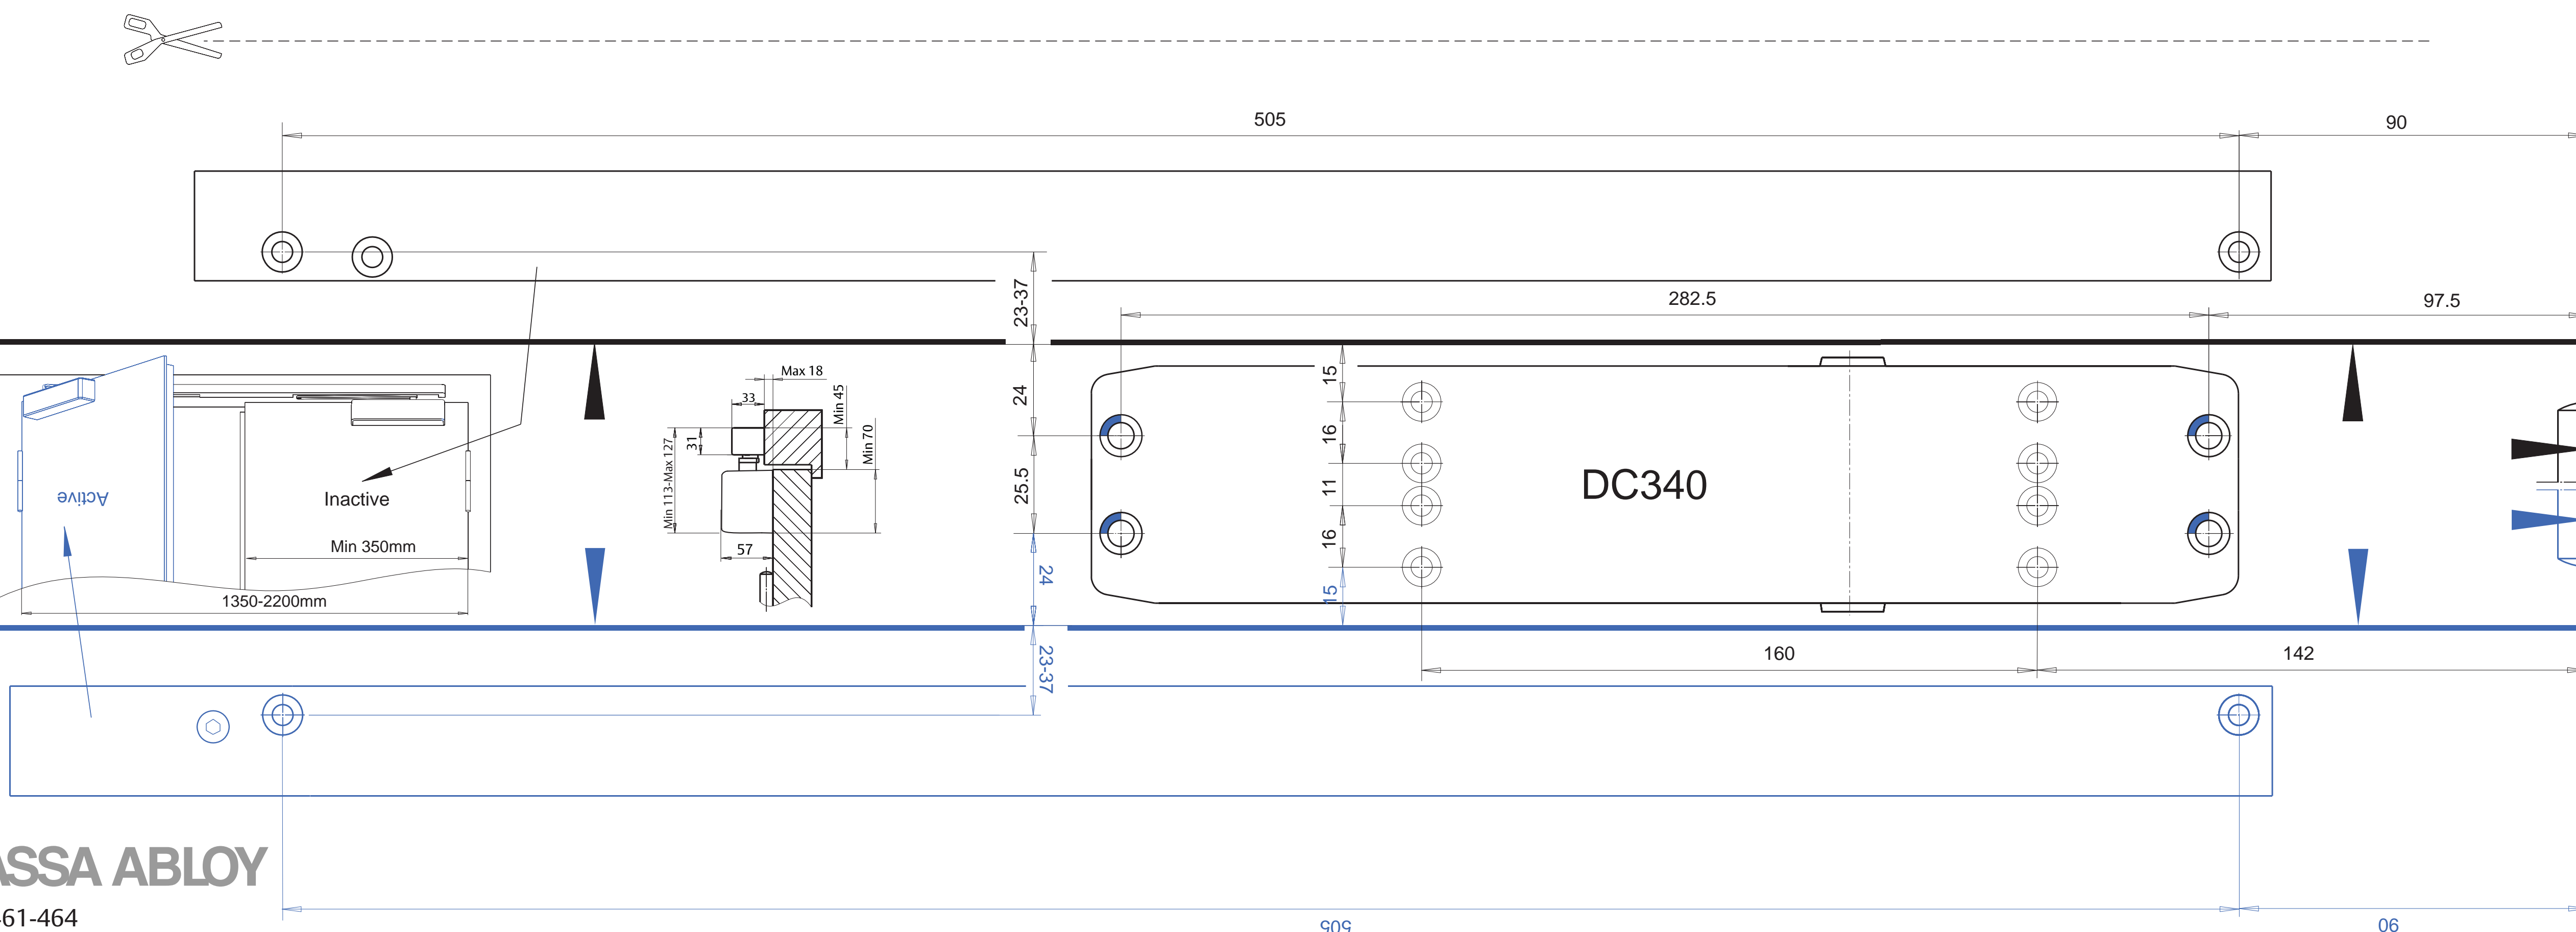 505
90
282.5
97.5
23-37
24
25.5
24
23-37
15
16
11
16
15
DC340
Max 18
33
31
Min 45
Min 70
Min 113-Max 127
57
Active
Inactive
Min 350mm
1350-2200mm
160
142
ASSA ABLOY
461-464
505
90